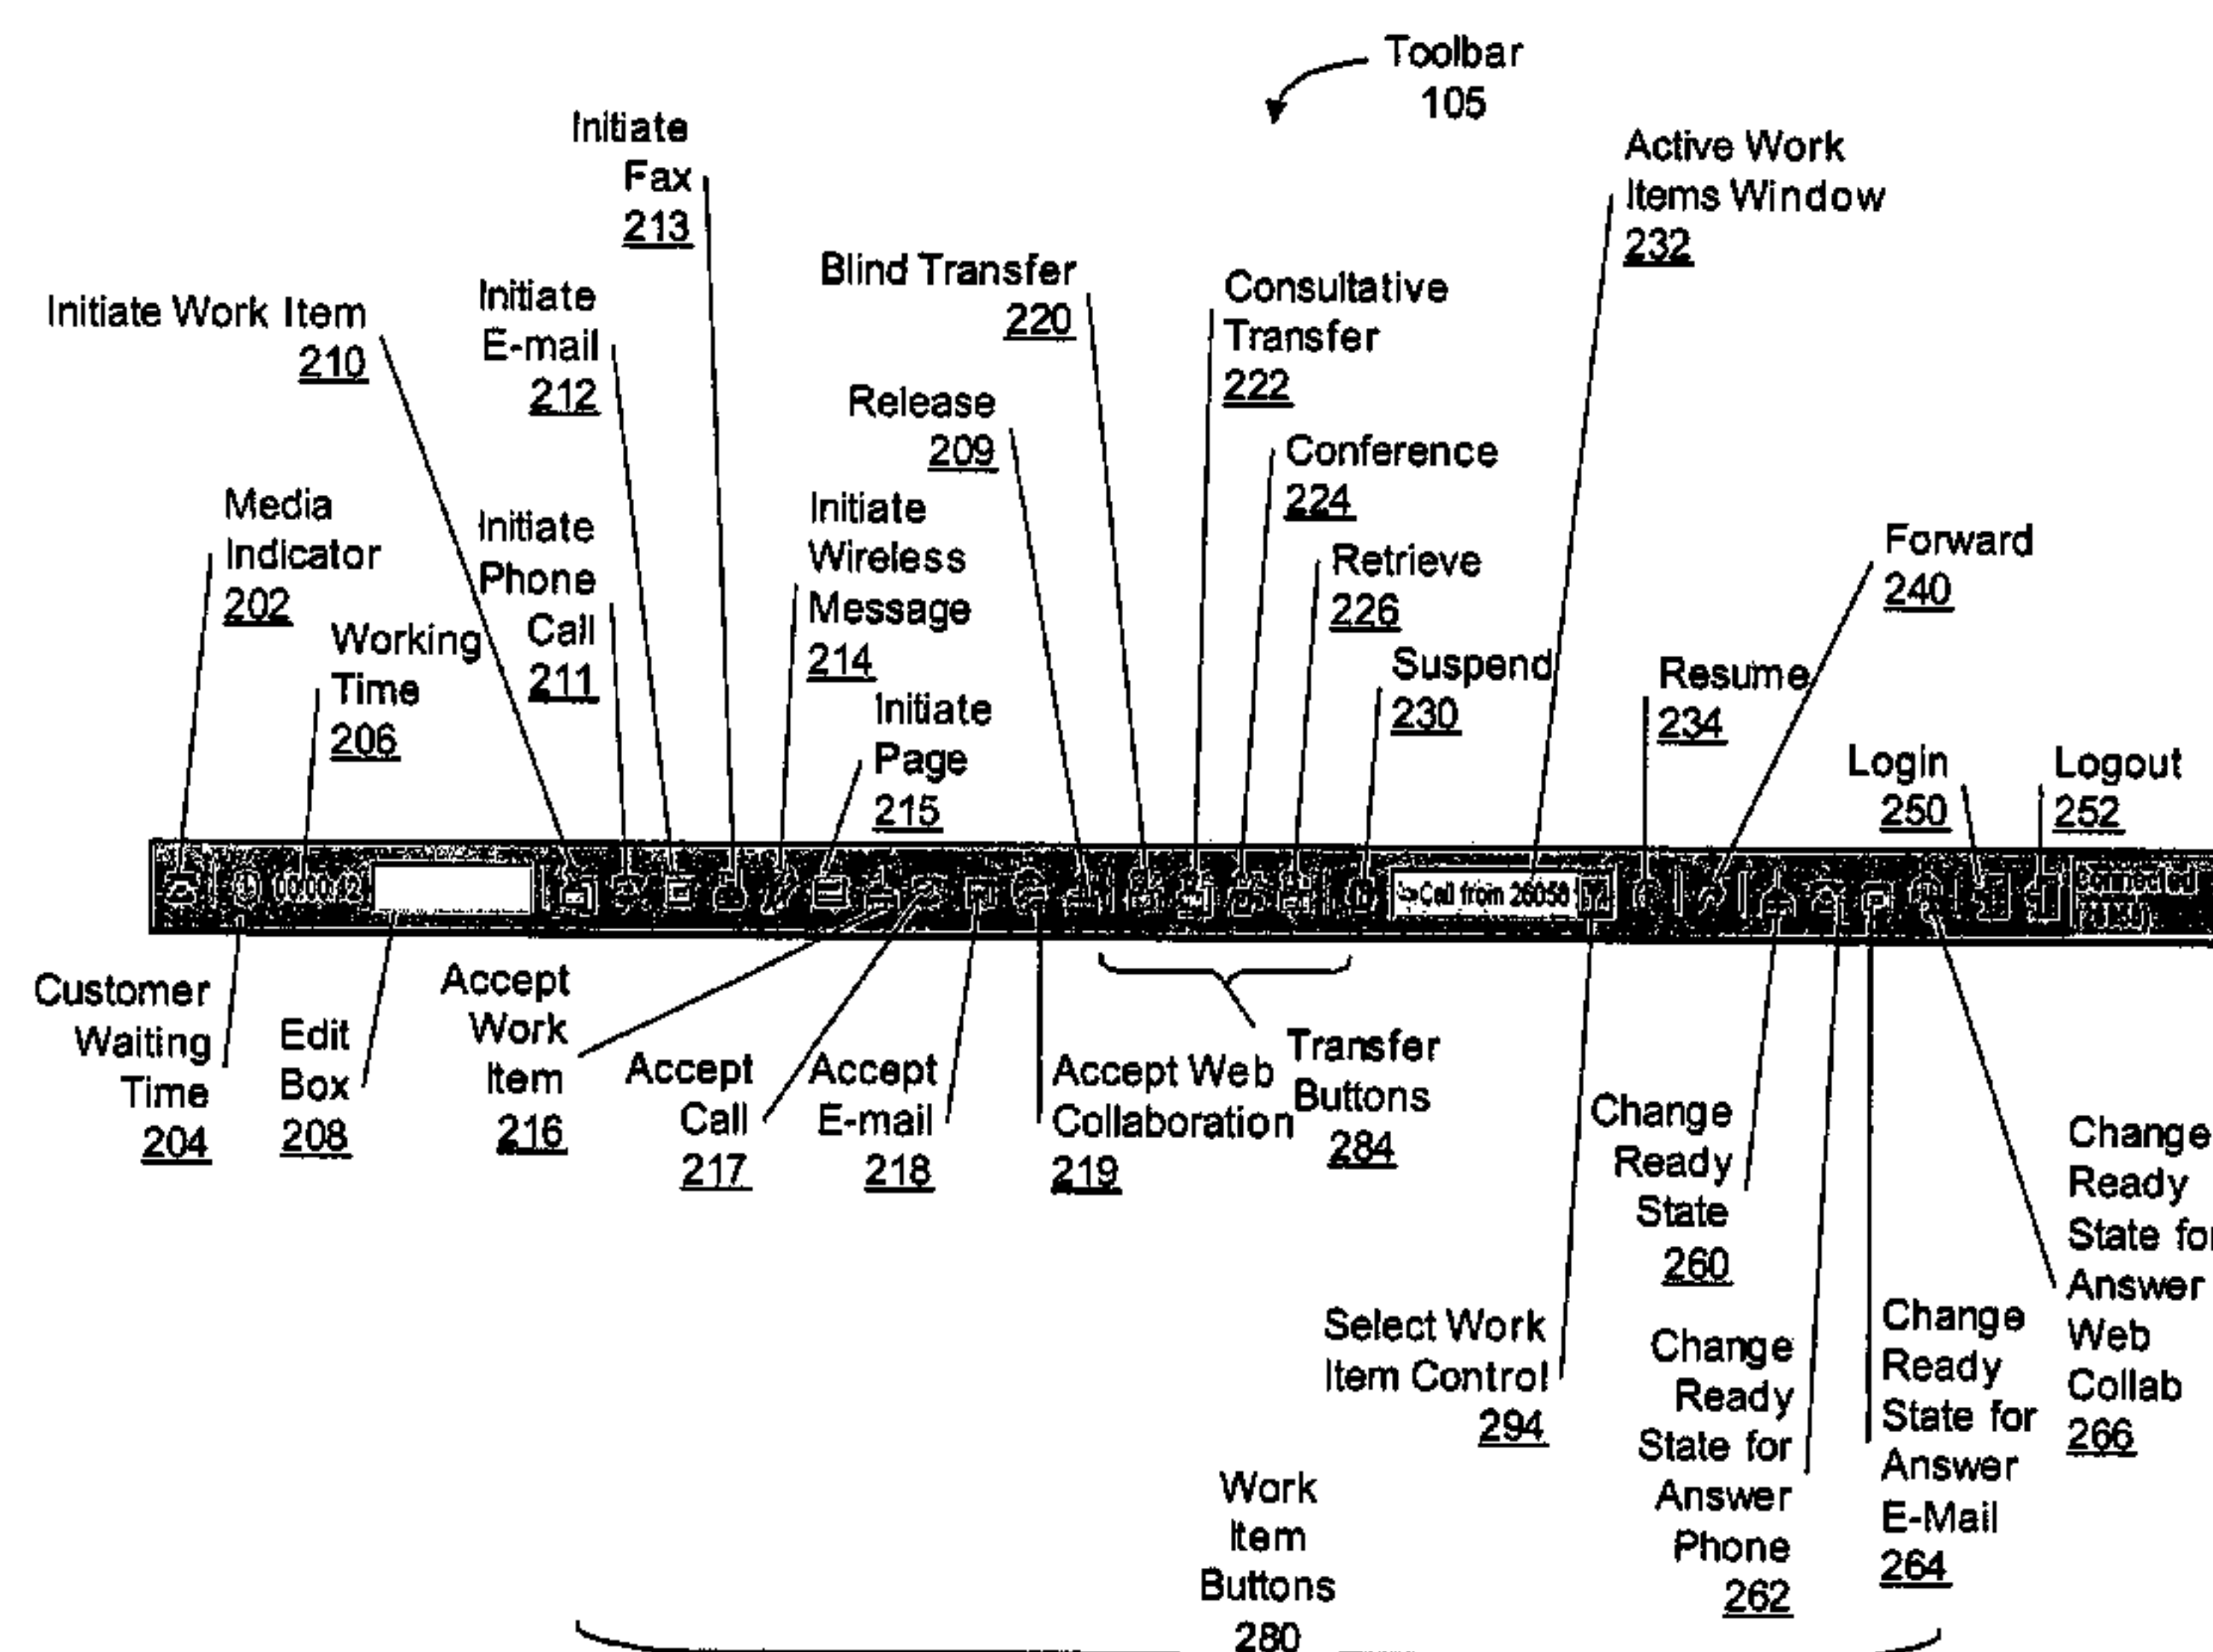 Toolbar
105
Initiate
Fax
213
Active Work
Items Window
232
Blind Transfer
220
Consultative
Transfer
222
Initiate Work Item
210
Initiate
E-mail
212
Release
209
Conference
224
Media
Indicator
202
Initiate
Phone
Call
211
Initiate
Wireless
Message
214
Retrieve
226
Forward
240
Working
Time
206
Suspend
230
Resume
234
Initiate
Page
215
Login
250
Logout
252
00:00:42
Call from 26058
Connected
Customer
Waiting
Time
204
Edit
Box
208
Accept
Work
Item
216
Accept
Call
217
Accept
E-mail
218
Accept Web
Collaboration
219
Transfer
Buttons
284
Change
Ready
State
260
Change
Ready
State for
Answer
Web
Collab
266
Select Work
Item Control
294
Change
Ready
State for
Answer
Phone
262
Change
Ready
State for
Answer
E-Mail
264
Work
Item
Buttons
280